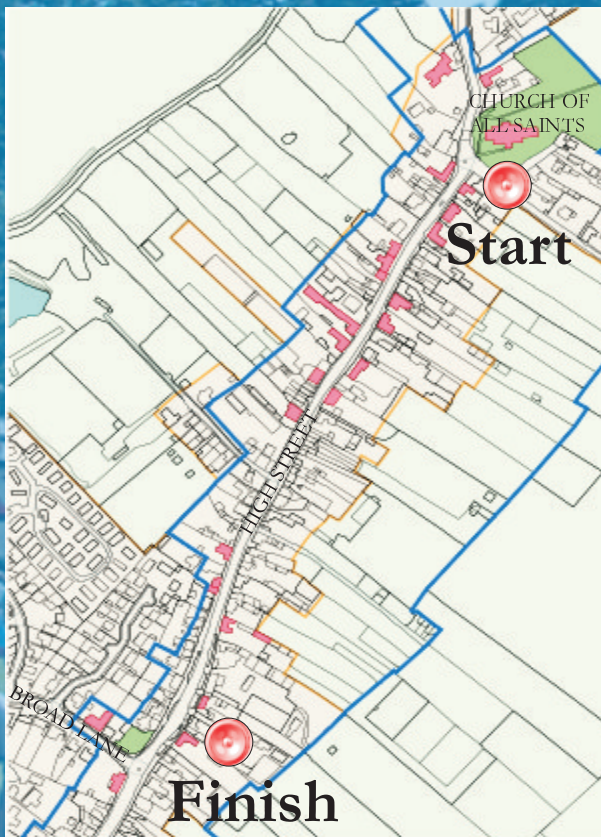 CHURCH OF
ALL SAINTS
Start
HIGH STREET
BROAD LANE
Finish